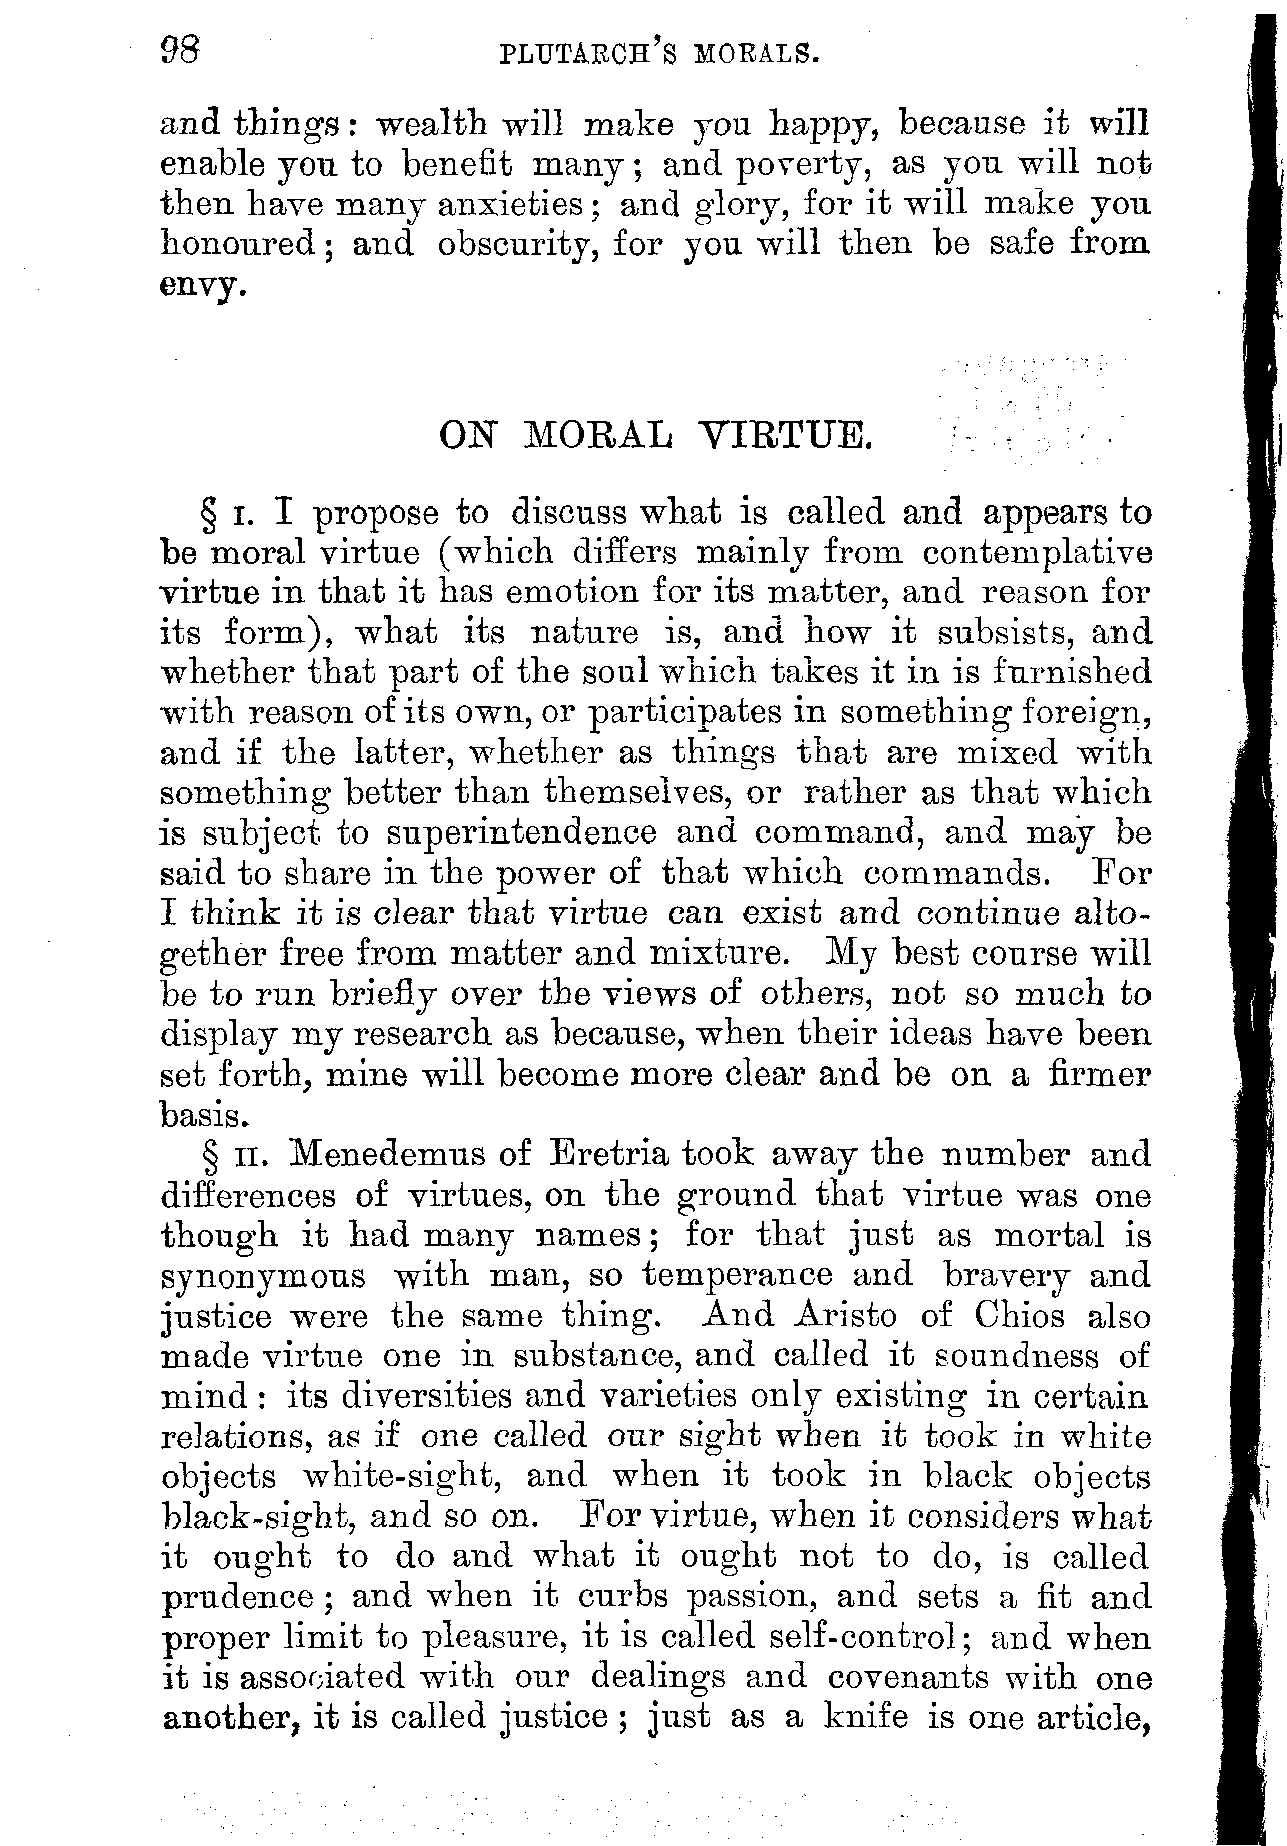 98 PLUTARCH'S MORALS.
and things: wealth will make you happy, because it will
enable you to benefit many; and poverty, as you will not
then have many anxieties; and glory, for it will make you
honoured; and obscurity, for you will then be safe from
envy.
ON MORAL VIRTUE.
§ I. I propose to discuss what is called and appears to
be moral virtue (which differs mainly from contemplative
virtue in that it has emotion for its matter, and reason for
its form), what its nature is, and how it subsists, and
whether that part of the soul which takes it in is furnished
with reason of its own, or participates in something foreign,
and if the latter, whether as things that are mixed with
something better than themselves, or rather as that which
is subject to superintendence and command, and may be
said to share in the power of that which commands. For
I think it is clear that virtue can exist and continue alto-
gether free from matter and mixture. My best course will
be to run briefly over the views of others, not so much to
display my research as because, when their ideas have been
set forth, mine will become more clear and be on a firmer
basis.
§ II. Menedemus of Eretria took away the number and
differences of virtues, on the ground that virtue was one
though it had many names; for that just as mortal is
synonymous with man, so temperance and bravery and
justice were the same thing. And Aristo of Chios also
made virtue one in substance, and called it soundness of
mind: its diversities and varieties only existing in certain
relations, as if one called our sight when it took in white
objects white-sight, and when it took in black objects
black-sight, and so on. For virtue, when it considers what
it ought to do and what it ought not to do, is called
prudence; and when it curbs passion, and sets a fit and
proper limit to pleasure, it is called self-control; and when
it is associated with our dealings and covenants with one
another, it is called justice; just as a knife is one article,